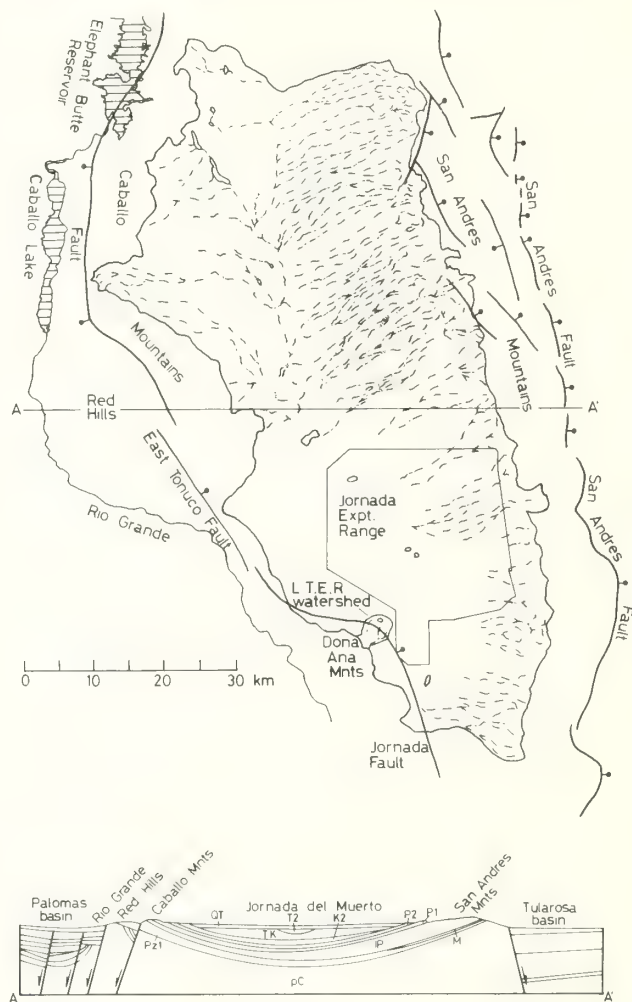 Elephant Butte
Reservoir
Caballo Lake
Fault
Caballo
Mountains
San Andres
Mountains
San Andres Fault
A
Red
Hills
A'
East Tonuco Fault
Rio Grande
Jornada
Expt.
Range
San Andres Fault
L T.E.R
watershed
Dona
Ana
Mnts
0 10 20 30 km
Jornada
Fault
Palomas
basin
Rio Grande
Red Hills
Caballo Mnts
Jornada del Muerto
San Andres
Mnts
Tularosa
basin
QT
T2
K2
P2
P1
TK
Pz1
IP
M
pC
A
A'